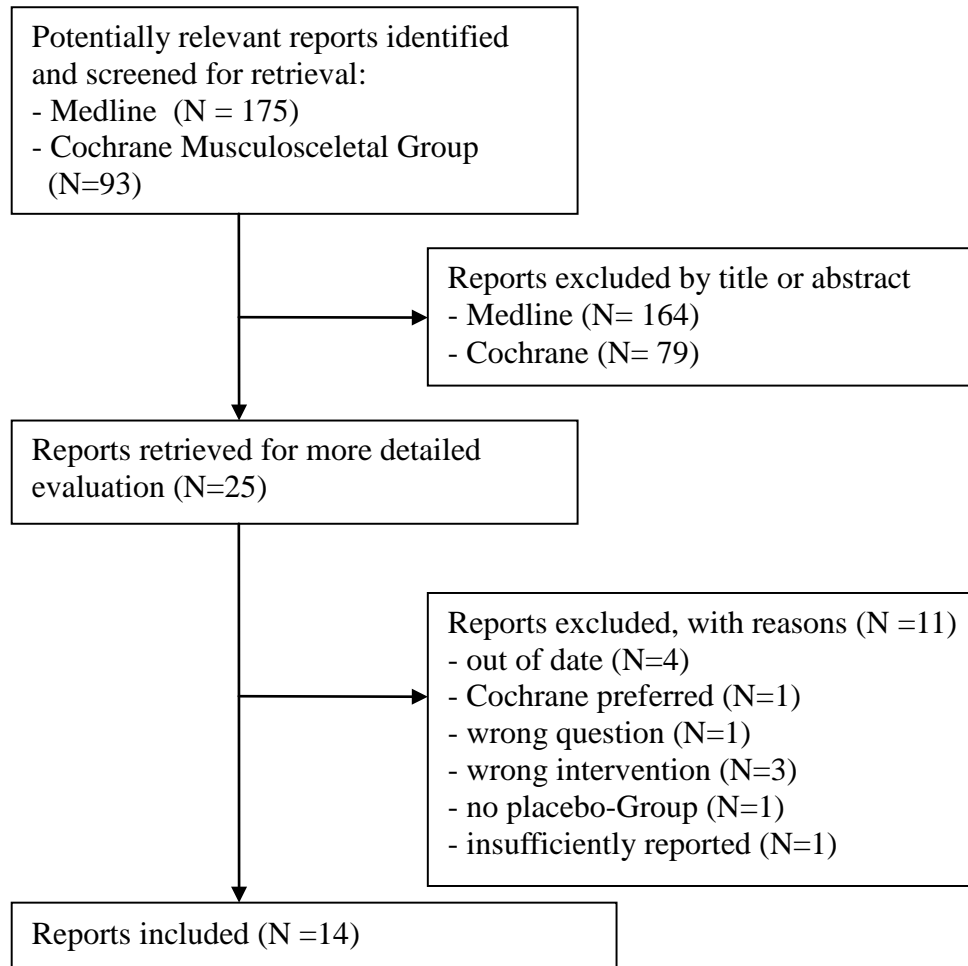 Potentially relevant reports identified
and screened for retrieval:
- Medline  (N = 175)
- Cochrane Musculosceletal Group
(N=93)
Reports excluded by title or abstract
- Medline (N= 164)
- Cochrane (N= 79)
Reports retrieved for more detailed
evaluation (N=25)
Reports excluded, with reasons (N =11)
- out of date (N=4)
- Cochrane preferred (N=1)
- wrong question (N=1)
- wrong intervention (N=3)
- no placebo-Group (N=1)
- insufficiently reported (N=1)
Reports included (N =14)